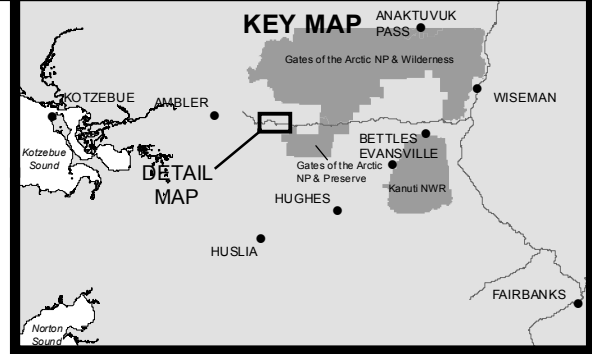 KEY MAP
ANAKTUVUK
PASS
Gates of the Arctic NP & Wilderness
KOTZEBUE
AMBLER
WISEMAN
Kotzebue
Sound
BETTLES
EVANSVILLE
DETAIL
MAP
Gates of the Arctic
NP & Preserve
Kanuti NWR
HUGHES
HUSLIA
FAIRBANKS
Norton
Sound